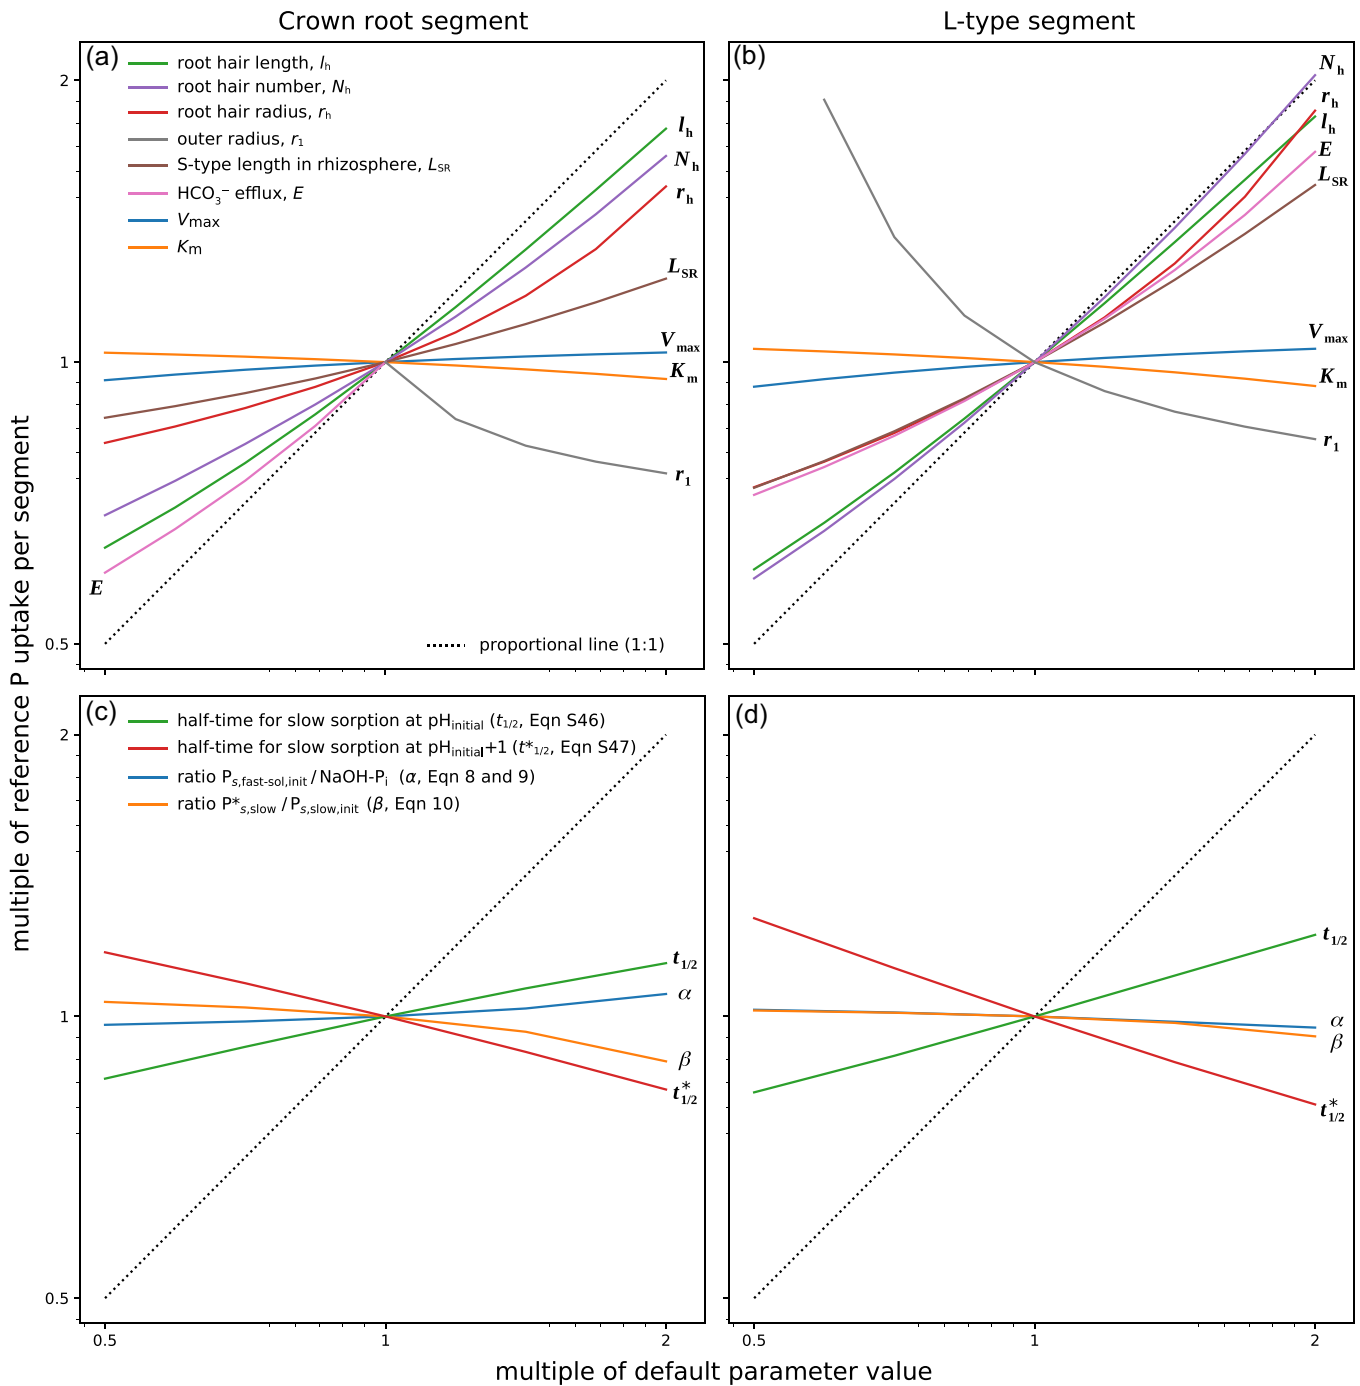 Crown root segment
L-type segment
multiple of reference P uptake per segment
(a)
root hair length, lh
root hair number, Nh
root hair radius, rh
outer radius, r1
S-type length in rhizosphere, LSR
HCO3− efflux, E
Vmax
Km
2
1
0.5
lh
Nh
rh
LSR
Vmax
Km
r1
E
proportional line (1:1)
(b)
Nh
rh
lh
E
LSR
Vmax
Km
r1
(c)
half-time for slow sorption at pHinitial (t1/2, Eqn S46)
half-time for slow sorption at pHinitial+1 (t*1/2, Eqn S47)
ratio Ps,fast-sol,init / NaOH-Pi (α, Eqn 8 and 9)
ratio P*s,slow / Ps,slow,init (β, Eqn 10)
2
1
0.5
t1/2
α
β
t*1/2
0.5 1 2
(d)
t1/2
α
β
t*1/2
0.5 1 2
multiple of default parameter value